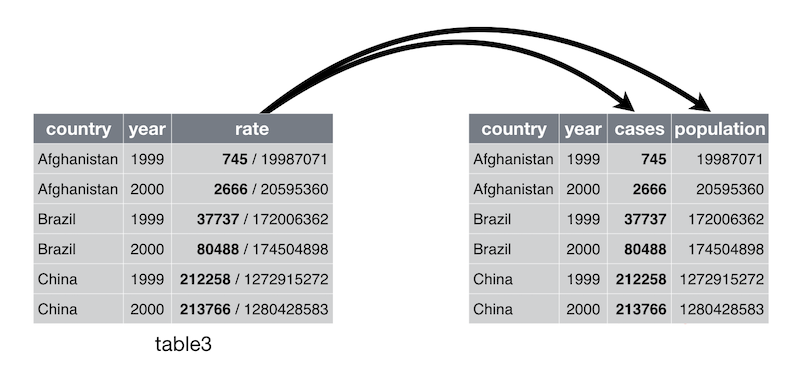 country year rate
Afghanistan 1999 745 / 19987071
Afghanistan 2000 2666 / 20595360
Brazil 1999 37737 / 172006362
Brazil 2000 80488 / 174504898
China 1999 212258 / 1272915272
China 2000 213766 / 1280428583
table3
country year cases population
Afghanistan 1999 745 19987071
Afghanistan 2000 2666 20595360
Brazil 1999 37737 172006362
Brazil 2000 80488 174504898
China 1999 212258 1272915272
China 2000 213766 1280428583